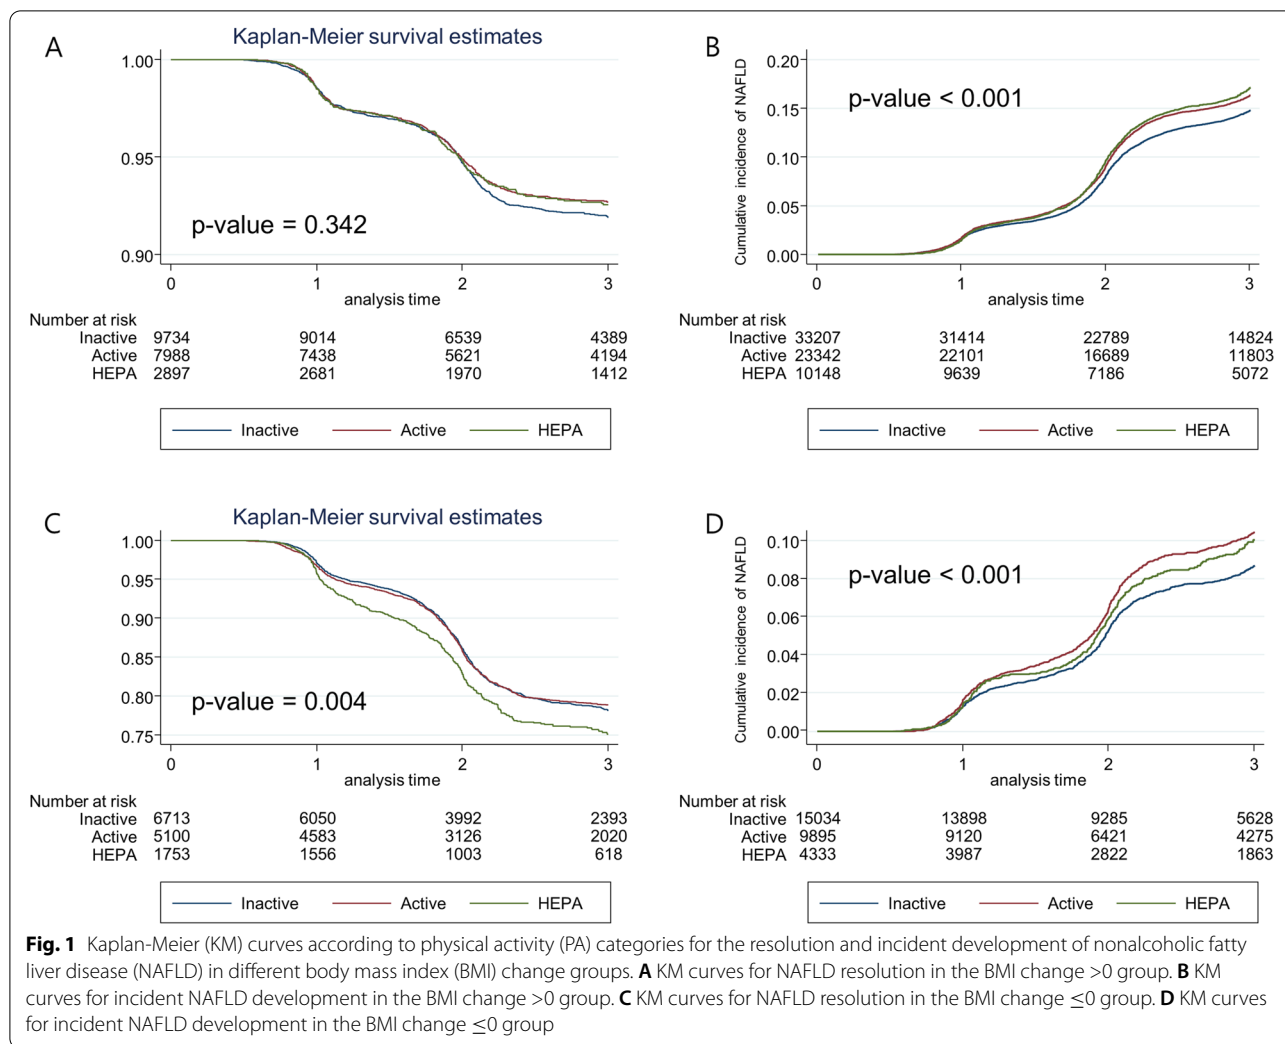 A
Kaplan-Meier survival estimates
1.00
0.95
0.90
p-value = 0.342
0 1 2 3
analysis time
Number at risk
Inactive 9734 9014 6539 4389
Active 7988 7438 5621 4194
HEPA 2897 2681 1970 1412
Inactive Active HEPA
B
Cumulative incidence of NAFLD
0.20
0.15
0.10
0.05
0.00
p-value < 0.001
0 1 2 3
analysis time
Number at risk
Inactive 33207 31414 22789 14824
Active 23342 22101 16689 11803
HEPA 10148 9639 7186 5072
Inactive Active HEPA
C
Kaplan-Meier survival estimates
1.00
0.95
0.90
0.85
0.80
0.75
p-value = 0.004
0 1 2 3
analysis time
Number at risk
Inactive 6713 6050 3992 2393
Active 5100 4583 3126 2020
HEPA 1753 1556 1003 618
Inactive Active HEPA
D
Cumulative incidence of NAFLD
0.10
0.08
0.06
0.04
0.02
0.00
p-value < 0.001
0 1 2 3
analysis time
Number at risk
Inactive 15034 13898 9285 5628
Active 9895 9120 6421 4275
HEPA 4333 3987 2822 1863
Inactive Active HEPA
Fig. 1 Kaplan-Meier (KM) curves according to physical activity (PA) categories for the resolution and incident development of nonalcoholic fatty
liver disease (NAFLD) in different body mass index (BMI) change groups. A KM curves for NAFLD resolution in the BMI change >0 group. B KM
curves for incident NAFLD development in the BMI change >0 group. C KM curves for NAFLD resolution in the BMI change ≤0 group. D KM curves
for incident NAFLD development in the BMI change ≤0 group